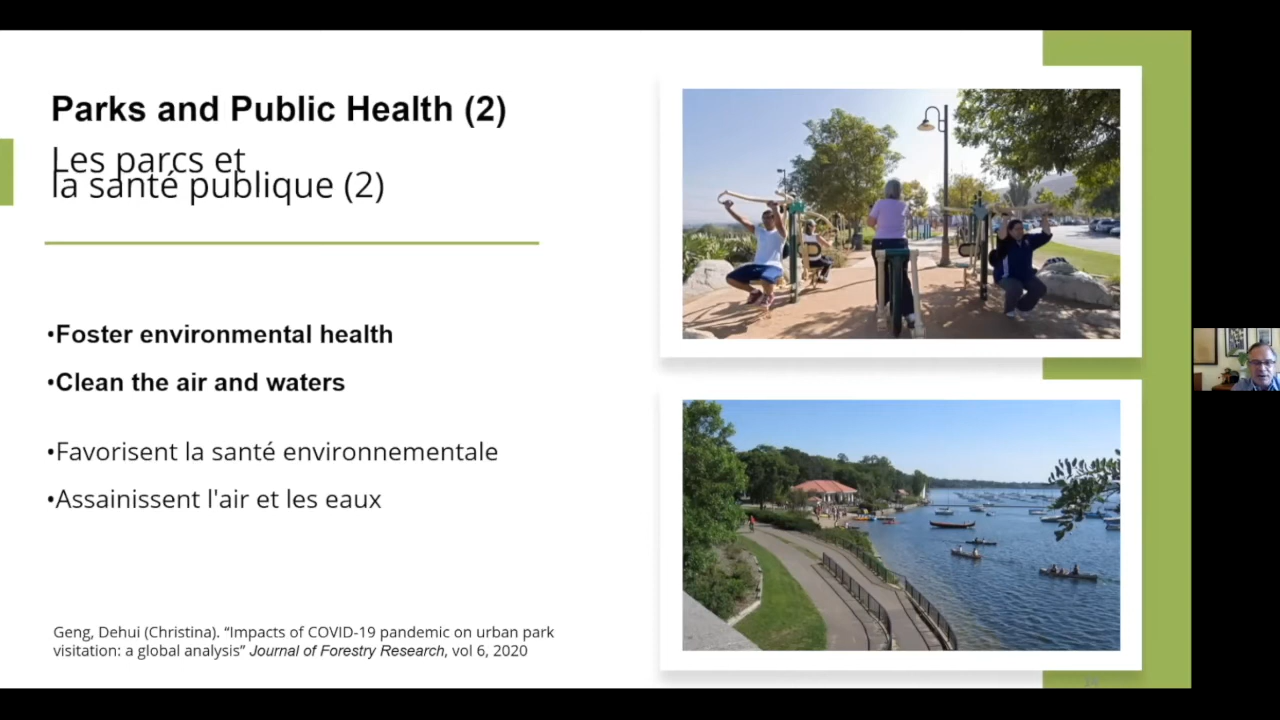 Parks and Public Health (2)
Les parcs et
la santé publique (2)
•Foster environmental health
•Clean the air and waters
•Favorisent la santé environnementale
•Assainissent l'air et les eaux
Geng, Dehui (Christina). “Impacts of COVID-19 pandemic on urban park
visitation: a global analysis” Journal of Forestry Research, vol 6, 2020